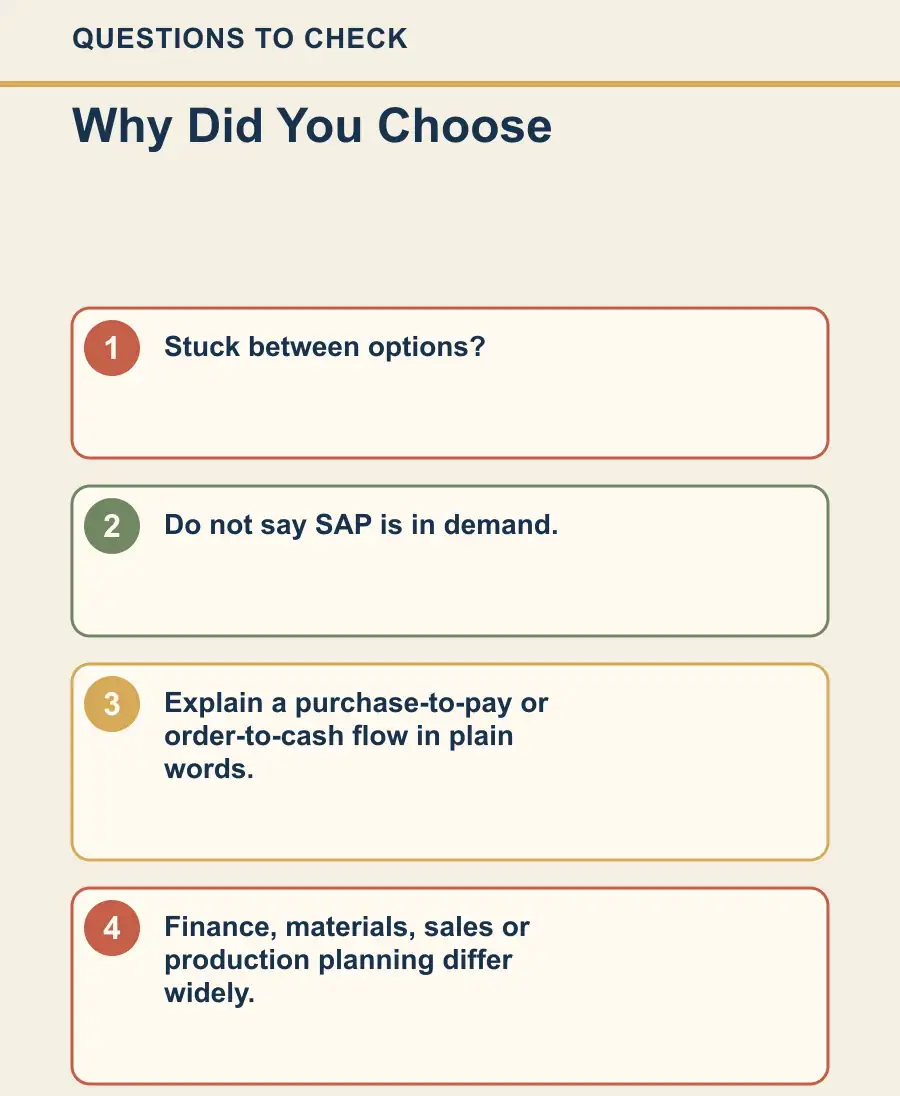 QUESTIONS TO CHECK
Why Did You Choose
1
Stuck between options?
2
Do not say SAP is in demand.
3
Explain a purchase-to-pay or
order-to-cash flow in plain
words.
4
Finance, materials, sales or
production planning differ
widely.